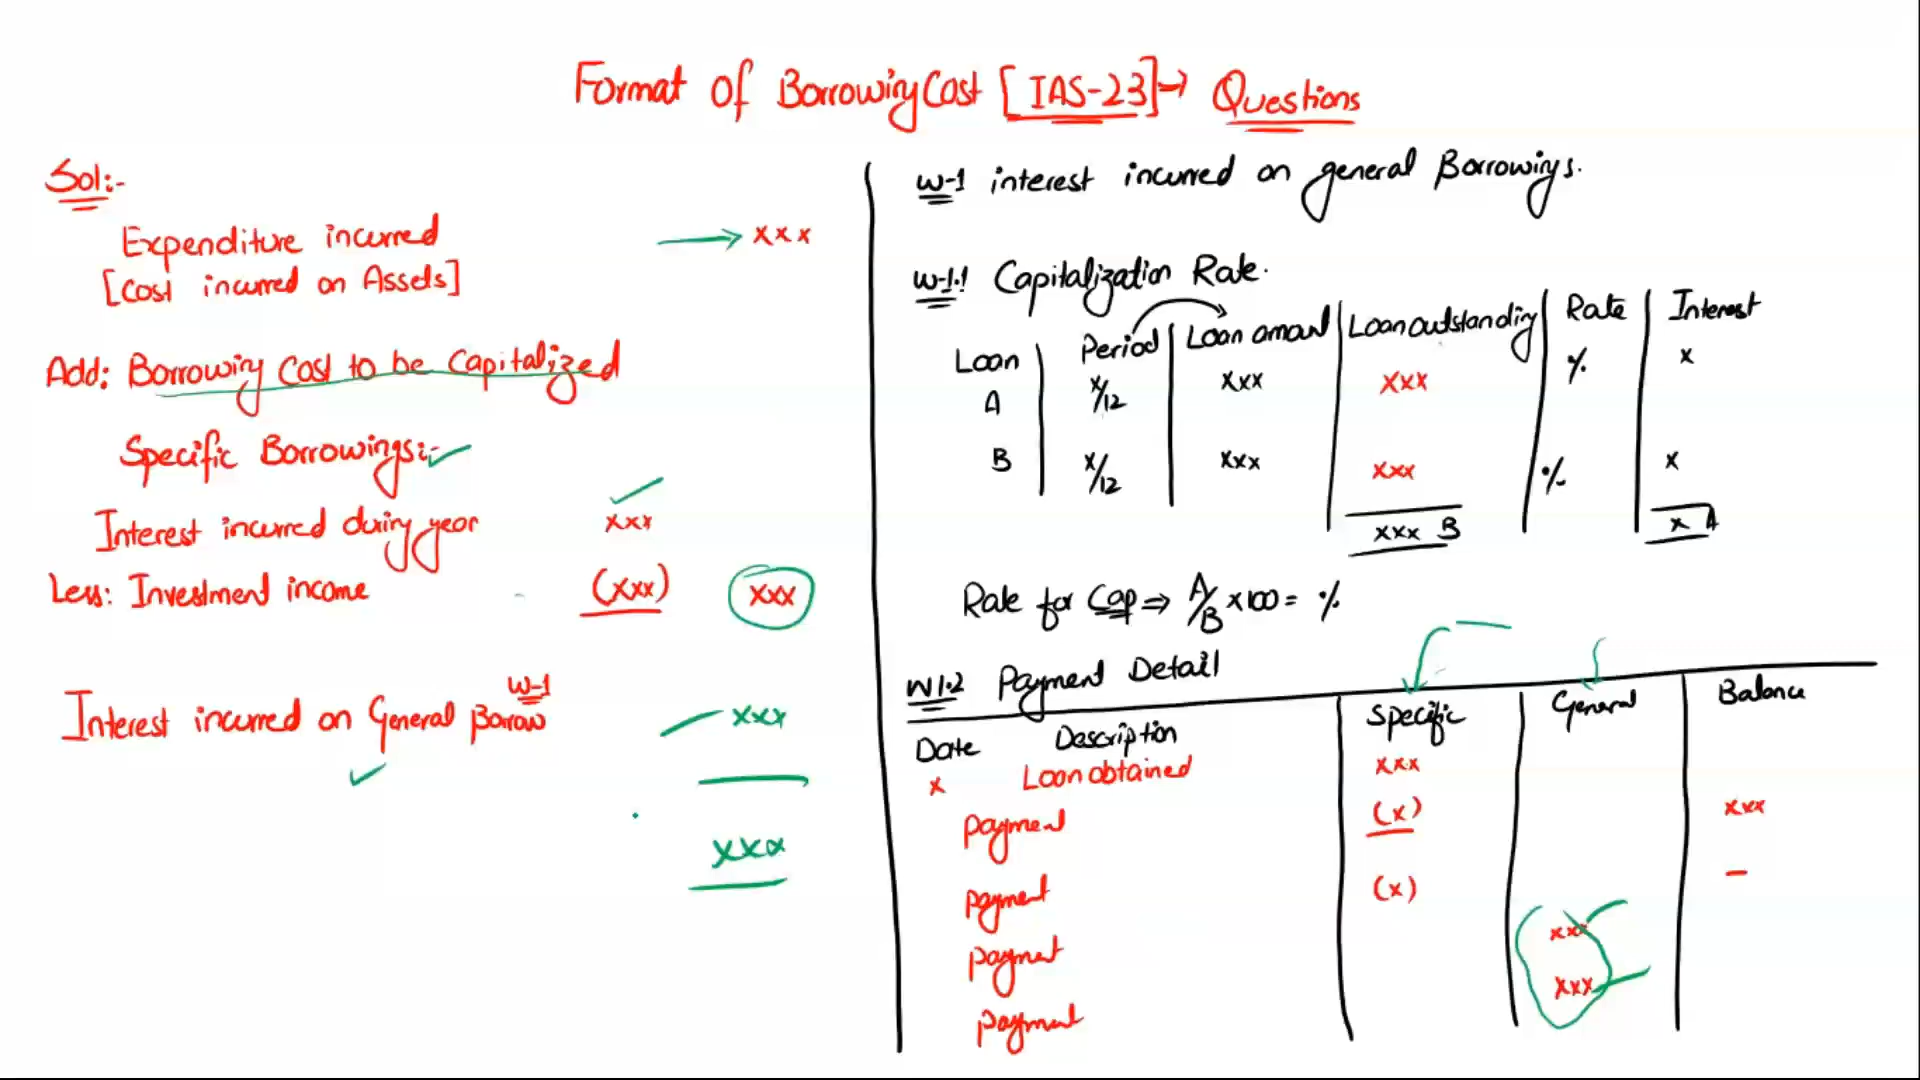 Format Of Borrowing Cost [IAS-23] → Questions
Sol:-
Expenditure incurred → xxx
[Cost incurred on Assets]
Add: Borrowing Cost to be Capitalized
Specific Borrowings:-
Interest incurred during year xxx
Less: Investment income (xxx) xxx
W-1
Interest incurred on General Borrow xxx
xxx
W-1 interest incurred on general Borrowings.
W-1.1 Capitalization Rate.
Loan Period Loan amount Loan outstanding Rate Interest
A x/12 xxx xxx % x
B x/12 xxx xxx % x
xxx B x A
Rate for Cap ⇒ A/B x100 = %
W1.2 Payment Detail
Date Description Specific General Balance
x Loan obtained xxx
payment (x) xxx
payment (x) -
payment xxx
payment xxx